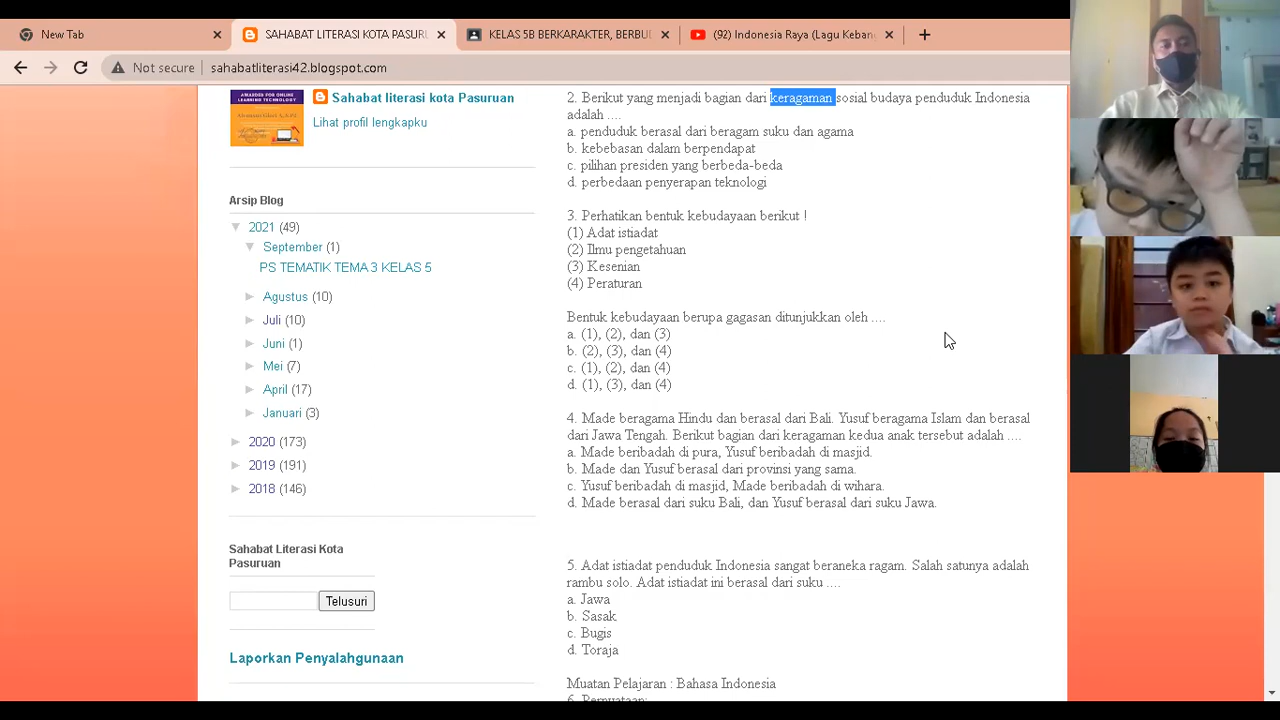 New Tab
SAHABAT LITERASI KOTA PASUR
KELAS 5B BERKARAKTER, BERBU
(92) Indonesia Raya (Lagu Keban
Not secure
sahabatliterasi42.blogspot.com
Sahabat literasi kota Pasuruan
Lihat profil lengkapku
Arsip Blog
2021 (49)
September (1)
PS TEMATIK TEMA 3 KELAS 5
Agustus (10)
Juli (10)
Juni (1)
Mei (7)
April (17)
Januari (3)
2020 (173)
2019 (191)
2018 (146)
Sahabat Literasi Kota
Pasuruan
Telusuri
Laporkan Penyalahgunaan
2. Berikut yang menjadi bagian dari keragaman sosial budaya penduduk Indonesia
adalah ....
a. penduduk berasal dari beragam suku dan agama
b. kebebasan dalam berpendapat
c. pilihan presiden yang berbeda-beda
d. perbedaan penyerapan teknologi
3. Perhatikan bentuk kebudayaan berikut !
(1) Adat istiadat
(2) Ilmu pengetahuan
(3) Kesenian
(4) Peraturan
Bentuk kebudayaan berupa gagasan ditunjukkan oleh ....
a. (1), (2), dan (3)
b. (2), (3), dan (4)
c. (1), (2), dan (4)
d. (1), (3), dan (4)
4. Made beragama Hindu dan berasal dari Bali. Yusuf beragama Islam dan berasal
dari Jawa Tengah. Berikut bagian dari keragaman kedua anak tersebut adalah ....
a. Made beribadah di pura, Yusuf beribadah di masjid.
b. Made dan Yusuf berasal dari provinsi yang sama.
c. Yusuf beribadah di masjid, Made beribadah di wihara.
d. Made berasal dari suku Bali, dan Yusuf berasal dari suku Jawa.
5. Adat istiadat penduduk Indonesia sangat beraneka ragam. Salah satunya adalah
rambu solo. Adat istiadat ini berasal dari suku ....
a. Jawa
b. Sasak
c. Bugis
d. Toraja
Muatan Pelajaran : Bahasa Indonesia
6. Pernyataan: